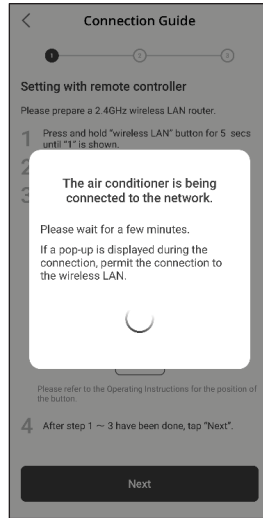 Connection Guide
1
2
3
Setting with remote controller
Please prepare a 2.4GHz wireless LAN router.
1 Press and hold "wireless LAN" button for 5 secs
until "1" is shown.
2
3
The air conditioner is being
connected to the network.
Please wait for a few minutes.
If a pop-up is displayed during the
connection, permit the connection to
the wireless LAN.
Please refer to the Operating Instructions for the position of
the button.
4 After step 1 ~ 3 have been done, tap "Next".
Next